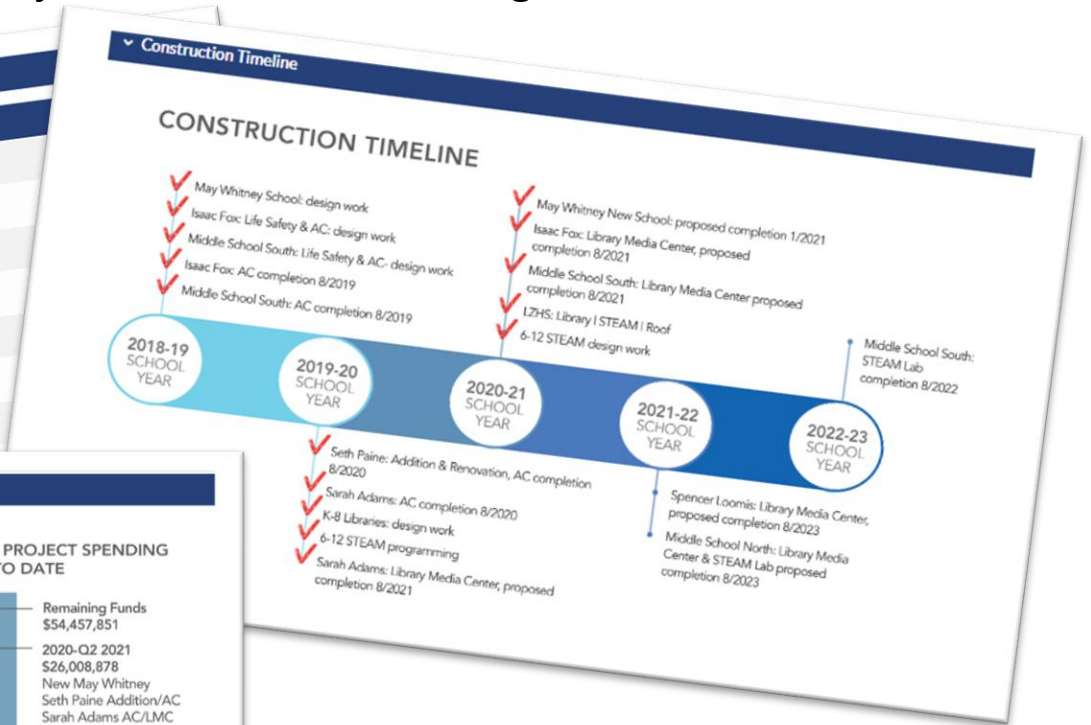 Construction Timeline
CONSTRUCTION TIMELINE
May Whitney School: design work
Isaac Fox: Life Safety & AC: design work
Middle School South: Life Safety & AC- design work
Isaac Fox: AC completion 8/2019
Middle School South: AC completion 8/2019
May Whitney New School: proposed completion 1/2021
Isaac Fox: Library Media Center, proposed
completion 8/2021
Middle School South: Library Media Center proposed
completion 8/2021
LZHS: Library | STEAM | Roof
6-12 STEAM design work
Middle School South:
STEAM Lab
completion 8/2022
2018-19
SCHOOL
YEAR
2019-20
SCHOOL
YEAR
2020-21
SCHOOL
YEAR
2021-22
SCHOOL
YEAR
2022-23
SCHOOL
YEAR
Seth Paine: Addition & Renovation, AC completion
8/2020
Sarah Adams: AC completion 8/2020
K-8 Libraries: design work
6-12 STEAM programming
Sarah Adams: Library Media Center, proposed
completion 8/2021
Spencer Loomis: Library Media Center,
proposed completion 8/2023
Middle School North: Library Media
Center & STEAM Lab proposed
completion 8/2023
PROJECT SPENDING
TO DATE
Remaining Funds
$54,457,851
2020-Q2 2021
$26,008,878
New May Whitney
Seth Paine Addition/AC
Sarah Adams AC/LMC